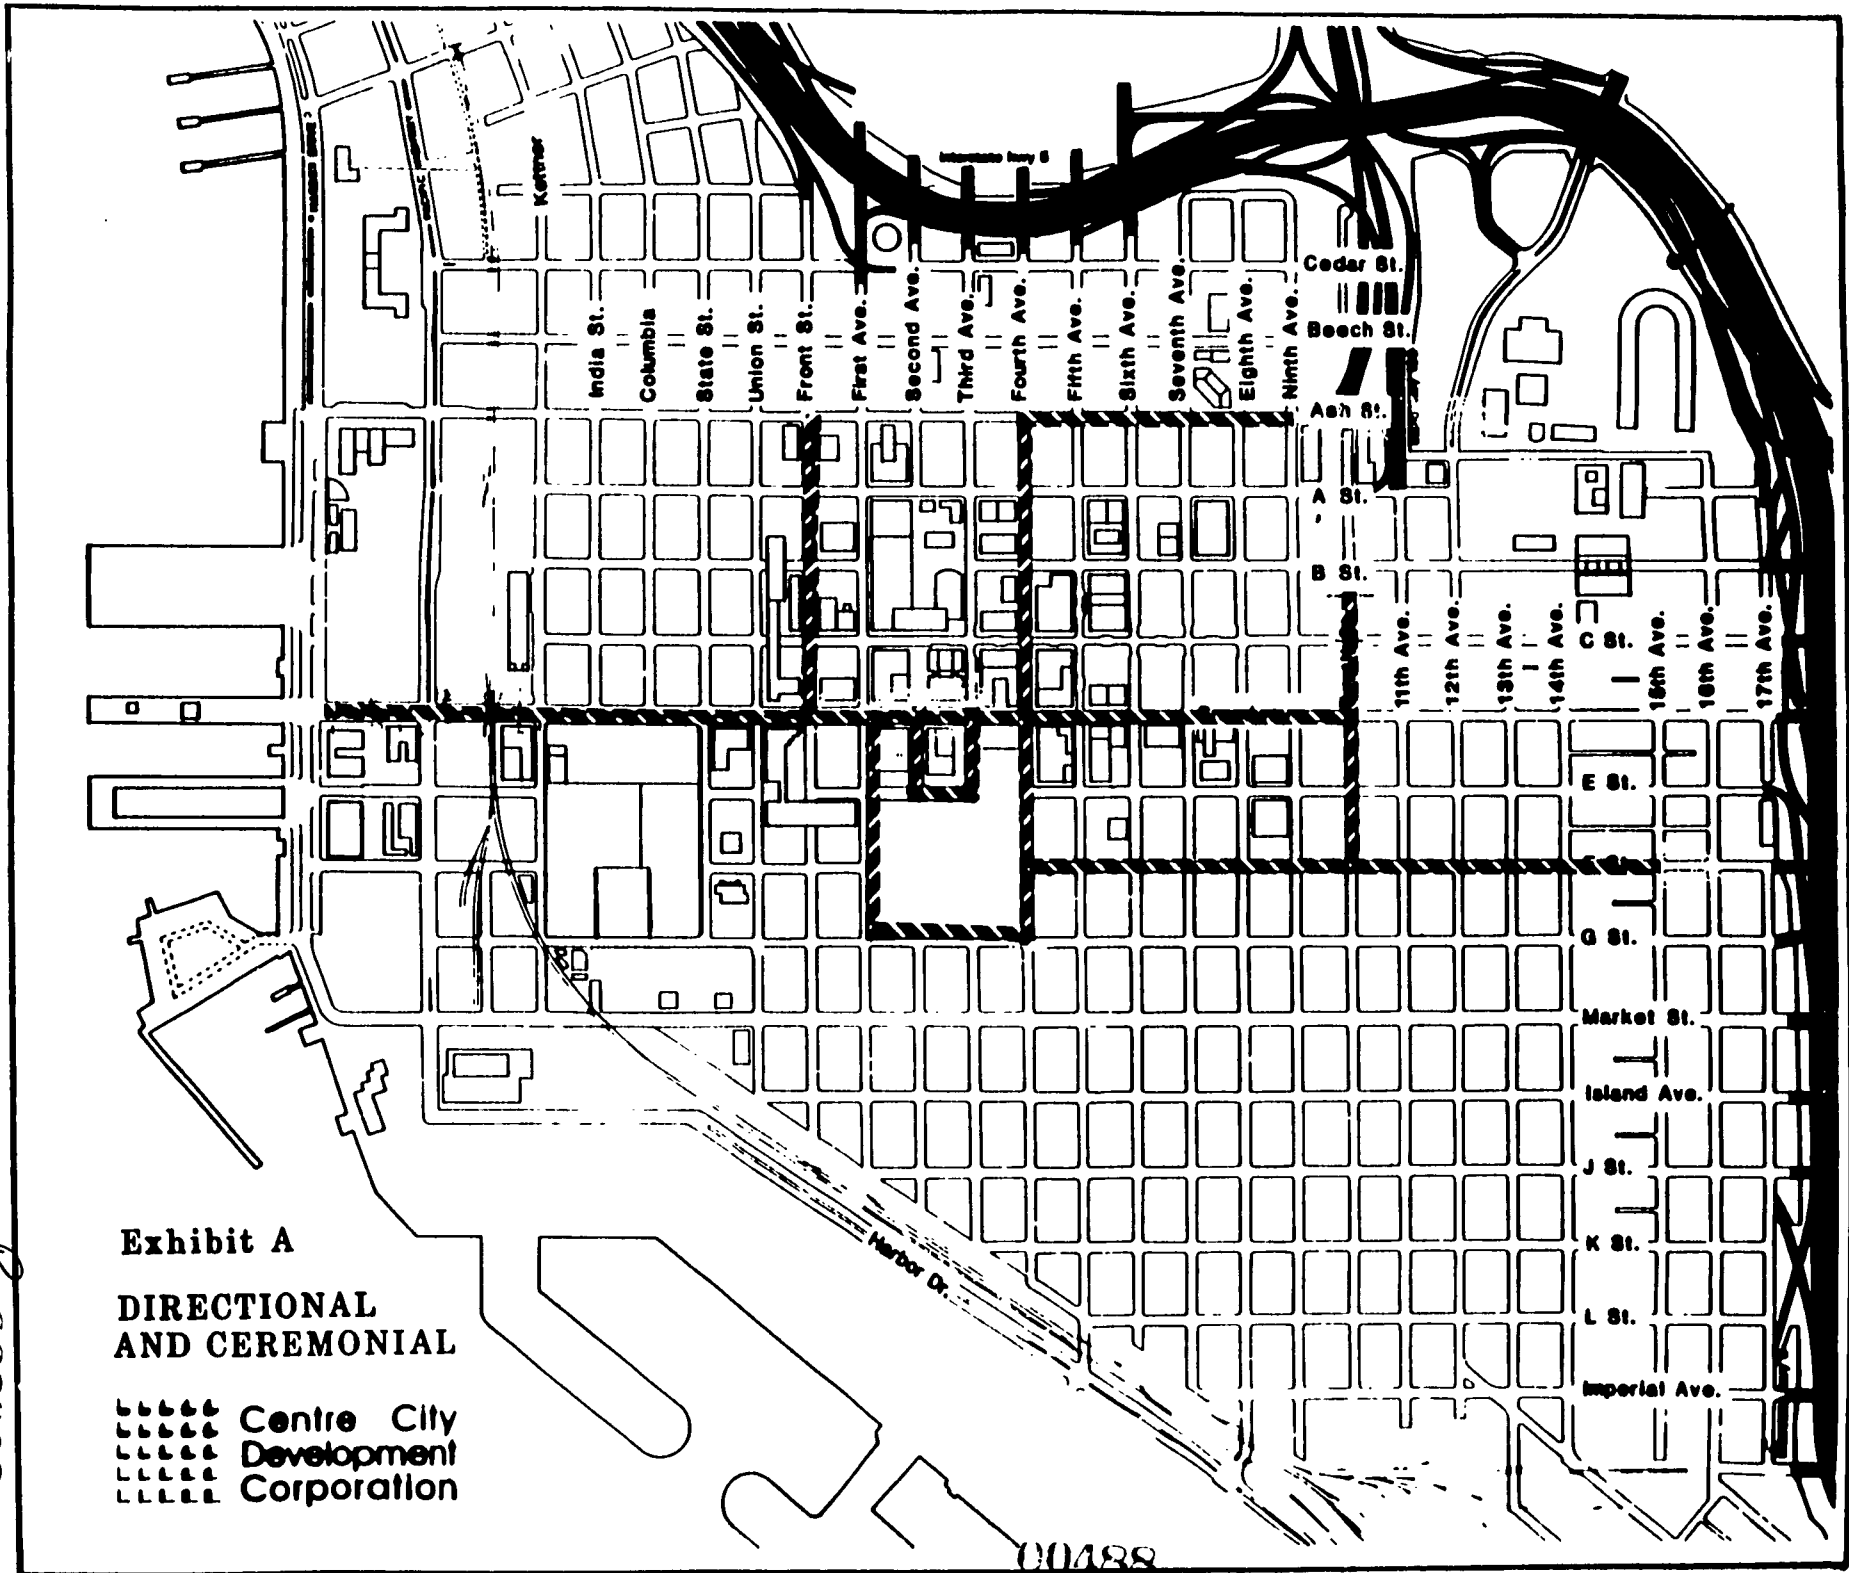 Interstate Hwy 5
Kettner
India St.
Columbia
State St.
Union St.
Front St.
First Ave.
Second Ave.
Third Ave.
Fourth Ave.
Fifth Ave.
Sixth Ave.
Seventh Ave.
Eighth Ave.
Ninth Ave.
Cedar St.
Beech St.
Ash St.
A St.
B St.
11th Ave.
12th Ave.
13th Ave.
14th Ave.
C St.
15th Ave.
16th Ave.
17th Ave.
E St.
F St.
G St.
Market St.
Island Ave.
J St.
K St.
L St.
Imperial Ave.
Harbor Dr.
Exhibit A
DIRECTIONAL
AND CEREMONIAL
Centre City
Development
Corporation
00488